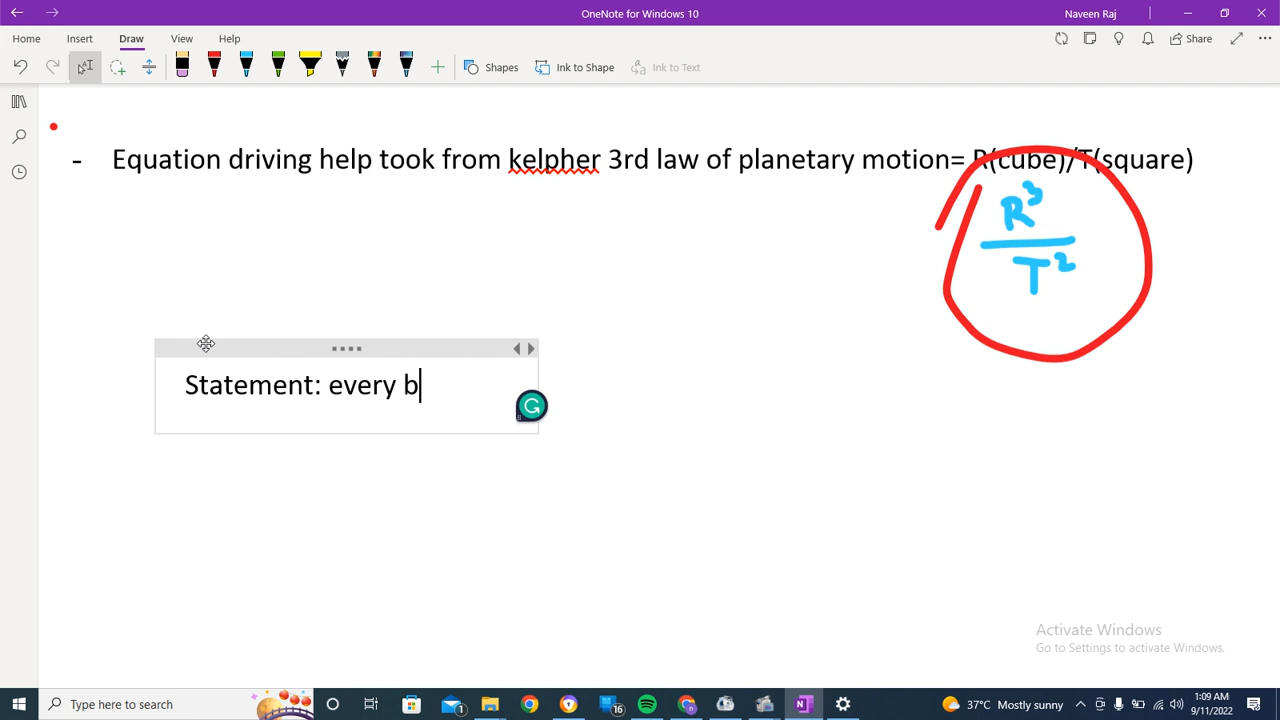 OneNote for Windows 10
Naveen Raj
Home Insert Draw View Help
Share
Shapes Ink to Shape Ink to Text
- Equation driving help took from kelpher 3rd law of planetary motion= R(cube)/T(square)
R³
T²
Statement: every b
Activate Windows
Go to Settings to activate Windows.
Type here to search
1
16
37°C Mostly sunny
1:09 AM
9/11/2022